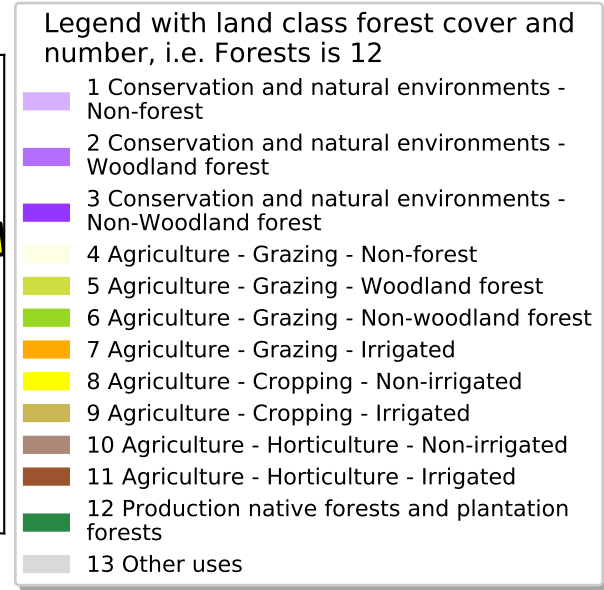 Legend with land class forest cover and
number, i.e. Forests is 12
1 Conservation and natural environments -
Non-forest
2 Conservation and natural environments -
Woodland forest
3 Conservation and natural environments -
Non-Woodland forest
4 Agriculture - Grazing - Non-forest
5 Agriculture - Grazing - Woodland forest
6 Agriculture - Grazing - Non-woodland forest
7 Agriculture - Grazing - Irrigated
8 Agriculture - Cropping - Non-irrigated
9 Agriculture - Cropping - Irrigated
10 Agriculture - Horticulture - Non-irrigated
11 Agriculture - Horticulture - Irrigated
12 Production native forests and plantation
forests
13 Other uses